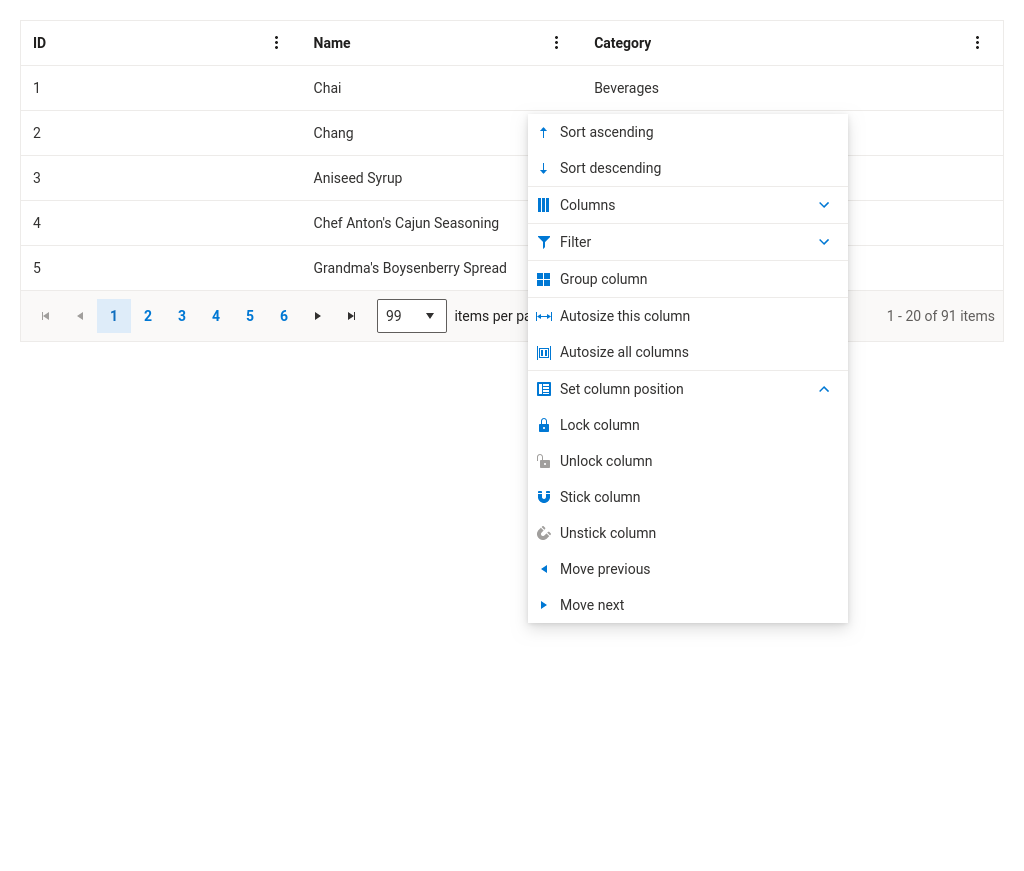 ID Name Category
1 Chai Beverages
2 Chang
3 Aniseed Syrup
4 Chef Anton's Cajun Seasoning
5 Grandma's Boysenberry Spread
1 2 3 4 5 6 99 items per 1 - 20 of 91 items
Sort ascending
Sort descending
Columns
Filter
Group column
Autosize this column
Autosize all columns
Set column position
Lock column
Unlock column
Stick column
Unstick column
Move previous
Move next